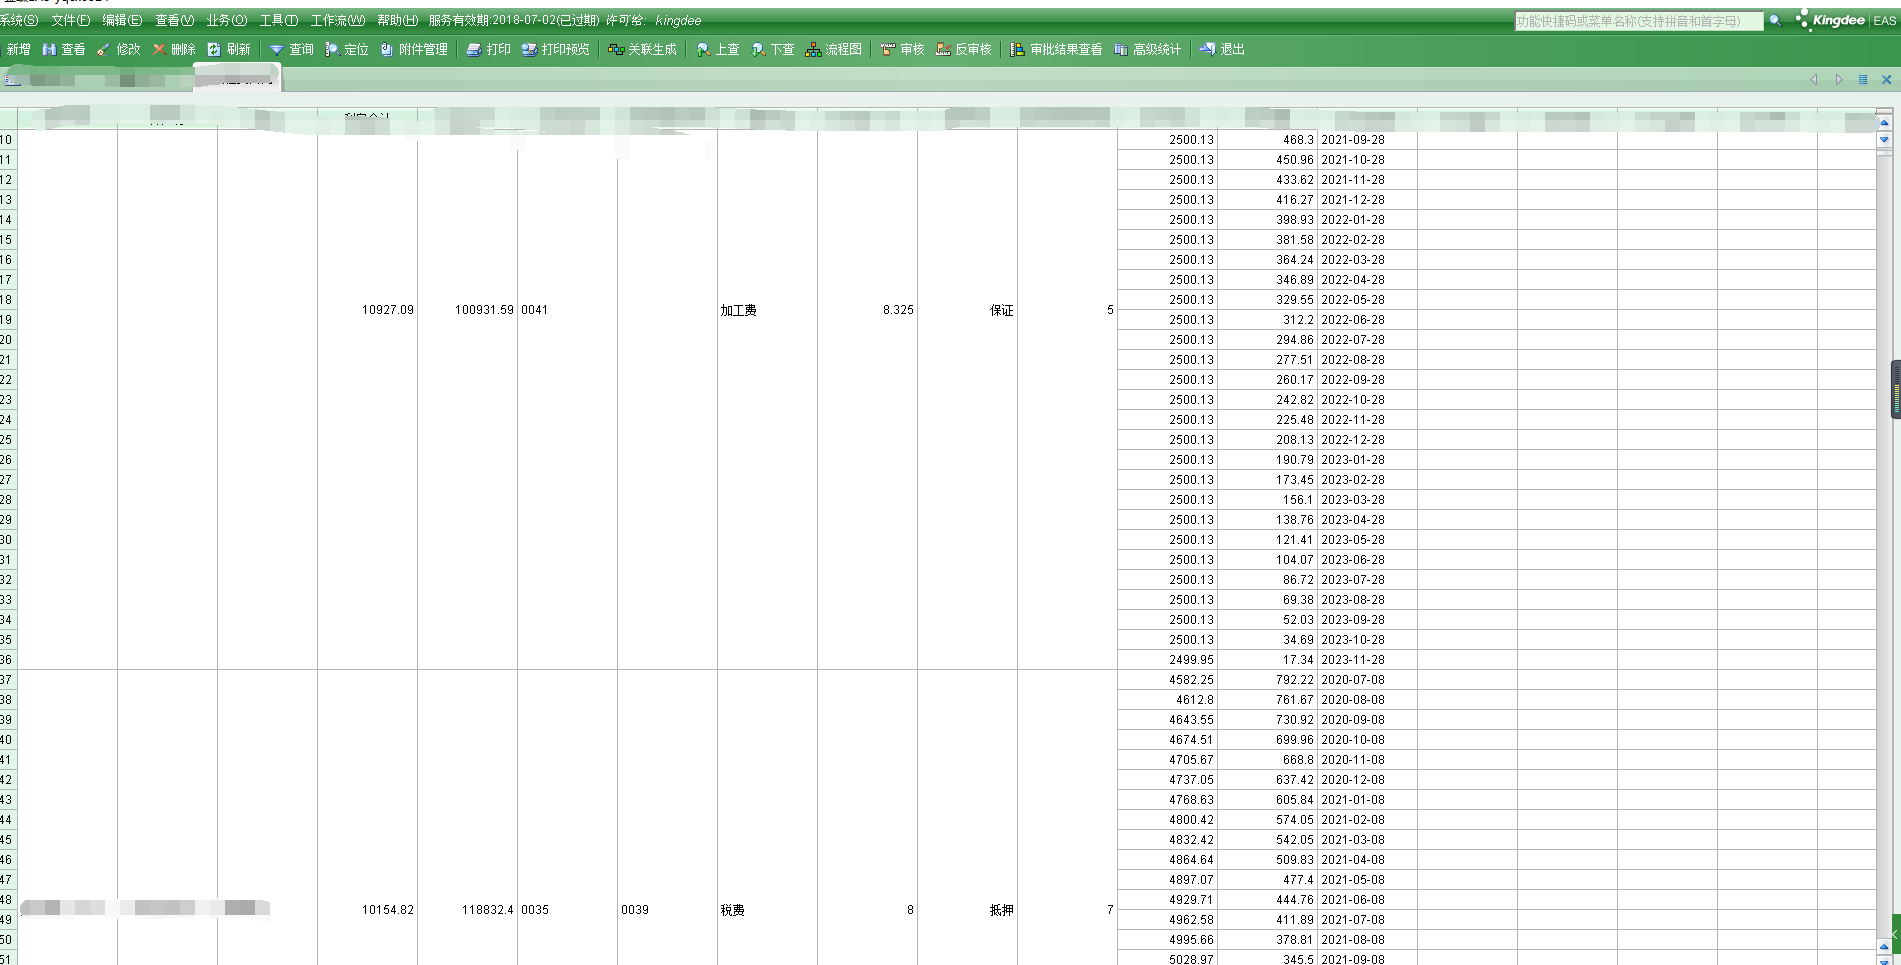 系统(S) 文件(F) 编辑(E) 查看(V) 业务(O) 工具(T) 工作流(W) 帮助(H) 服务有效期:2018-07-02(已过期) 许可给: kingdee 功能快捷码或菜单名称(支持拼音和首字母) Kingdee EAS
新增 查看 修改 删除 刷新 查询 定位 附件管理 打印 打印预览 关联生成 上查 下查 流程图 审核 反审核 审批结果查看 高级统计 退出
10 2500.13 468.3 2021-09-28
11 2500.13 450.96 2021-10-28
12 2500.13 433.62 2021-11-28
13 2500.13 416.27 2021-12-28
14 2500.13 398.93 2022-01-28
15 2500.13 381.58 2022-02-28
16 2500.13 364.24 2022-03-28
17 2500.13 346.89 2022-04-28
18 2500.13 329.55 2022-05-28
10927.09 100931.59 0041 加工费 8.325 保证 5
19 2500.13 312.2 2022-06-28
20 2500.13 294.86 2022-07-28
21 2500.13 277.51 2022-08-28
22 2500.13 260.17 2022-09-28
23 2500.13 242.82 2022-10-28
24 2500.13 225.48 2022-11-28
25 2500.13 208.13 2022-12-28
26 2500.13 190.79 2023-01-28
27 2500.13 173.45 2023-02-28
28 2500.13 156.1 2023-03-28
29 2500.13 138.76 2023-04-28
30 2500.13 121.41 2023-05-28
31 2500.13 104.07 2023-06-28
32 2500.13 86.72 2023-07-28
33 2500.13 69.38 2023-08-28
34 2500.13 52.03 2023-09-28
35 2500.13 34.69 2023-10-28
36 2499.95 17.34 2023-11-28
37 4582.25 792.22 2020-07-08
38 4612.8 761.67 2020-08-08
39 4643.55 730.92 2020-09-08
40 4674.51 699.96 2020-10-08
41 4705.67 668.8 2020-11-08
42 4737.05 637.42 2020-12-08
43 4768.63 605.84 2021-01-08
44 4800.42 574.05 2021-02-08
45 4832.42 542.05 2021-03-08
46 4864.64 509.83 2021-04-08
47 4897.07 477.4 2021-05-08
48 4929.71 444.76 2021-06-08
10154.82 118832.4 0035 0039 税费 8 抵押 7
49 4962.58 411.89 2021-07-08
50 4995.66 378.81 2021-08-08
51 5028.97 345.5 2021-09-08